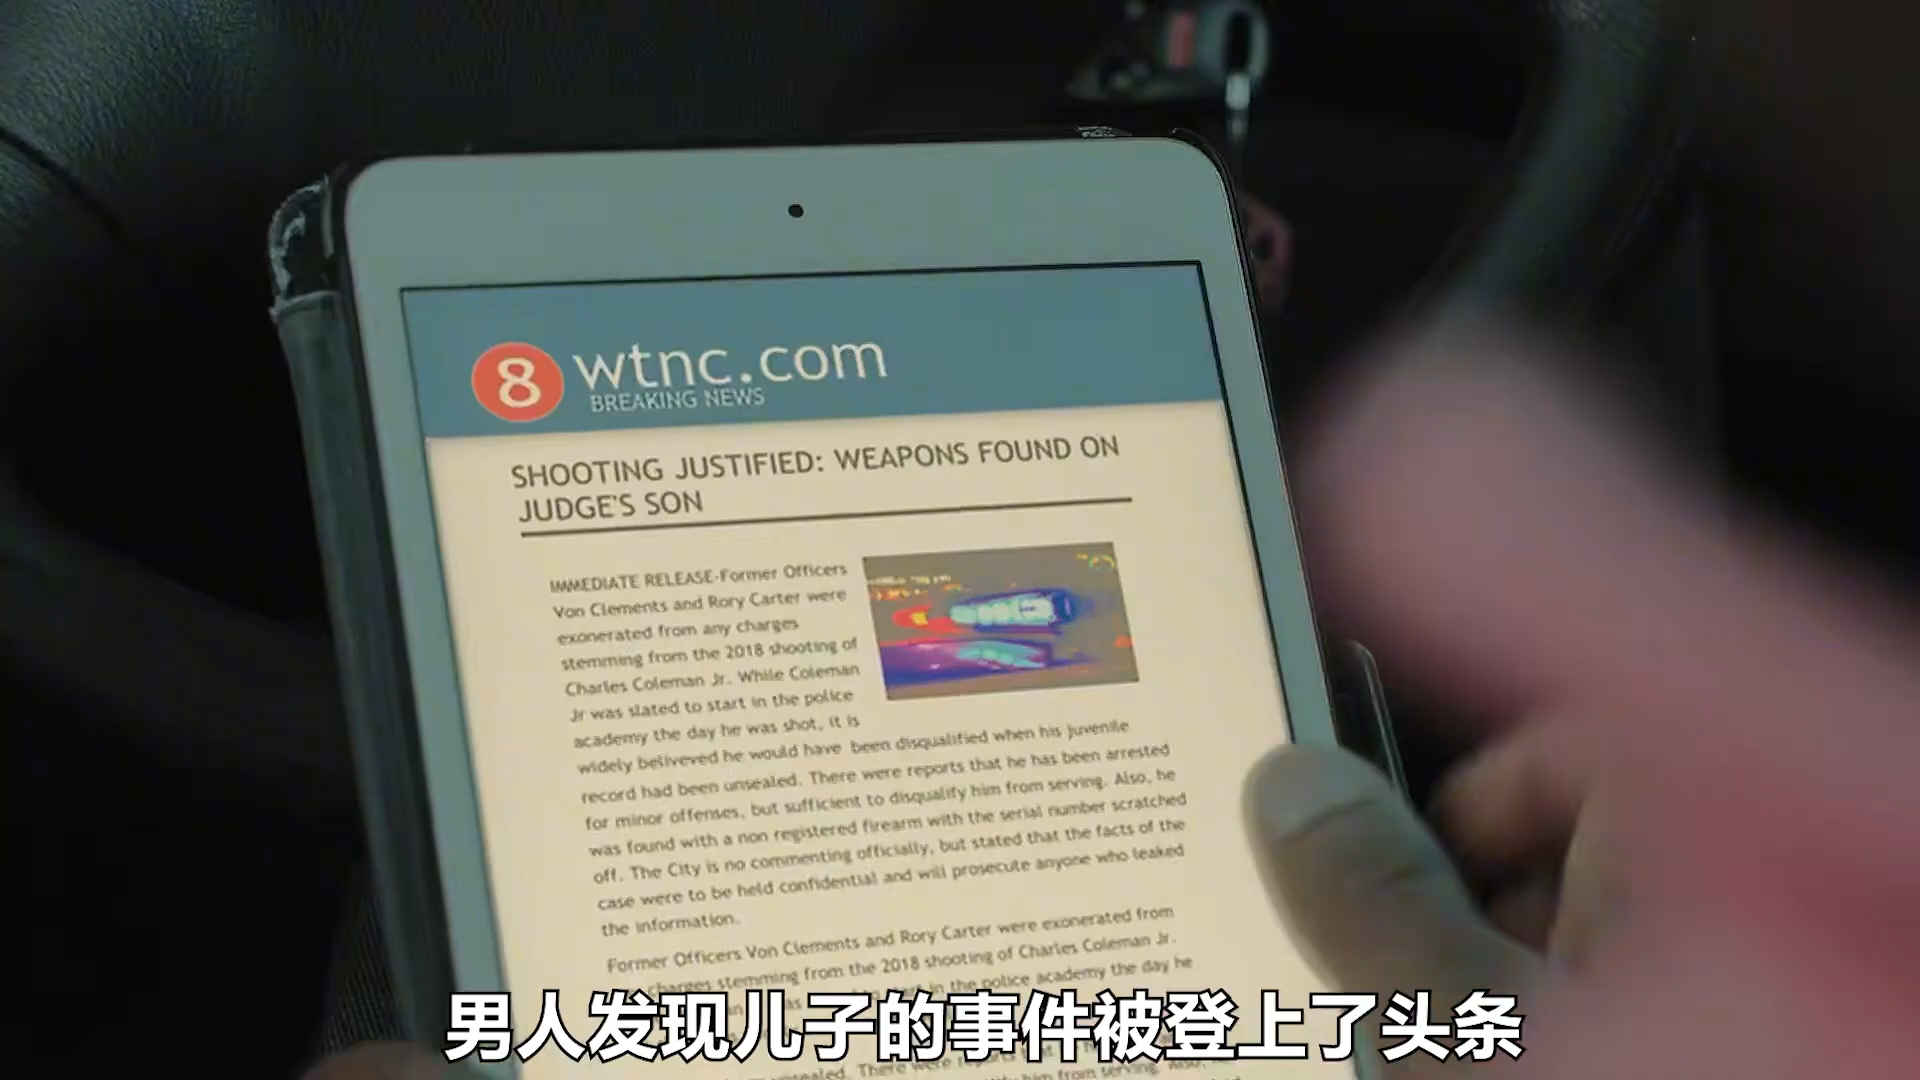 8 wtnc.com
BREAKING NEWS
SHOOTING JUSTIFIED: WEAPONS FOUND ON
JUDGE'S SON
IMMEDIATE RELEASE-Former Officers
Von Clements and Rory Carter were
exonerated from any charges
stemming from the 2018 shooting of
Charles Coleman Jr. While Coleman
Jr was slated to start in the police
academy the day he was shot, it is
widely beliveved he would have been disqualified when his juvenile
record had been unsealed. There were reports that he has been arrested
for minor offenses, but sufficient to disqualify him from serving. Also, he
was found with a non registered firearm with the serial number scratched
off. The City is no commenting officially, but stated that the facts of the
case were to be held confidential and will prosecute anyone who leaked
the information.
Former Officers Von Clements and Rory Carter were exonerated from
charges stemming from the 2018 shooting of Charles Coleman Jr.
in the police academy the day he
男人发现儿子的事件被登上了头条
There were
him from serving.